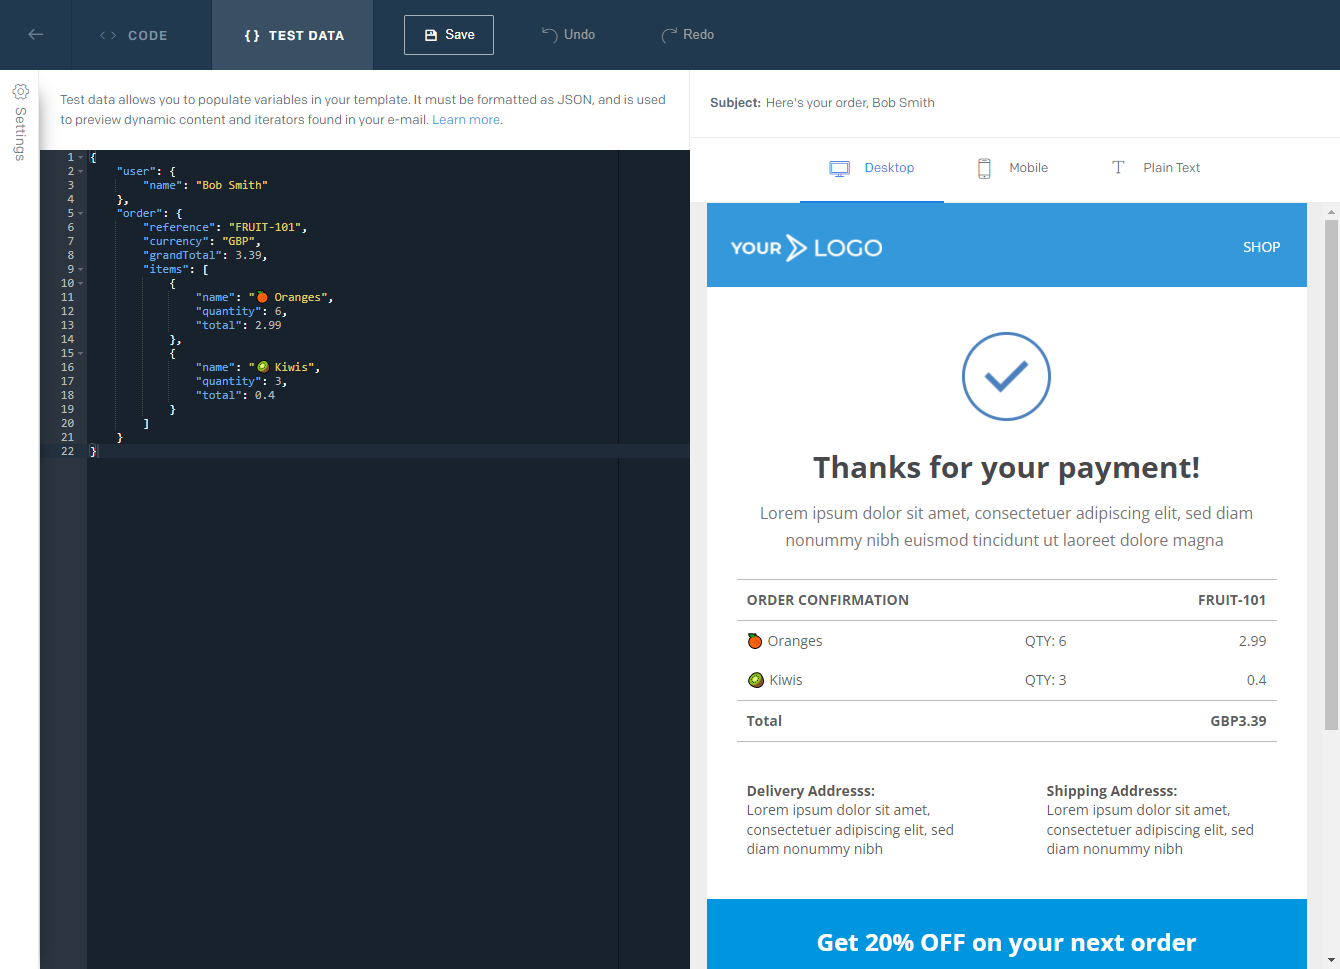 CODE
{ } TEST DATA
Save
Undo
Redo
Settings
Test data allows you to populate variables in your template. It must be formatted as JSON, and is used
to preview dynamic content and iterators found in your e-mail. Learn more.
1 {
2 "user": {
3 "name": "Bob Smith"
4 },
5 "order": {
6 "reference": "FRUIT-101",
7 "currency": "GBP",
8 "grandTotal": 3.39,
9 "items": [
10 {
11 "name": "🍊 Oranges",
12 "quantity": 6,
13 "total": 2.99
14 },
15 {
16 "name": "🥝 Kiwis",
17 "quantity": 3,
18 "total": 0.4
19 }
20 ]
21 }
22 }
Subject: Here's your order, Bob Smith
Desktop
Mobile
Plain Text
YOUR LOGO
SHOP
Thanks for your payment!
Lorem ipsum dolor sit amet, consectetuer adipiscing elit, sed diam
nonummy nibh euismod tincidunt ut laoreet dolore magna
ORDER CONFIRMATION FRUIT-101
🍊 Oranges QTY: 6 2.99
🥝 Kiwis QTY: 3 0.4
Total GBP3.39
Delivery Addresss:
Lorem ipsum dolor sit amet,
consectetuer adipiscing elit, sed
diam nonummy nibh
Shipping Addresss:
Lorem ipsum dolor sit amet,
consectetuer adipiscing elit, sed
diam nonummy nibh
Get 20% OFF on your next order